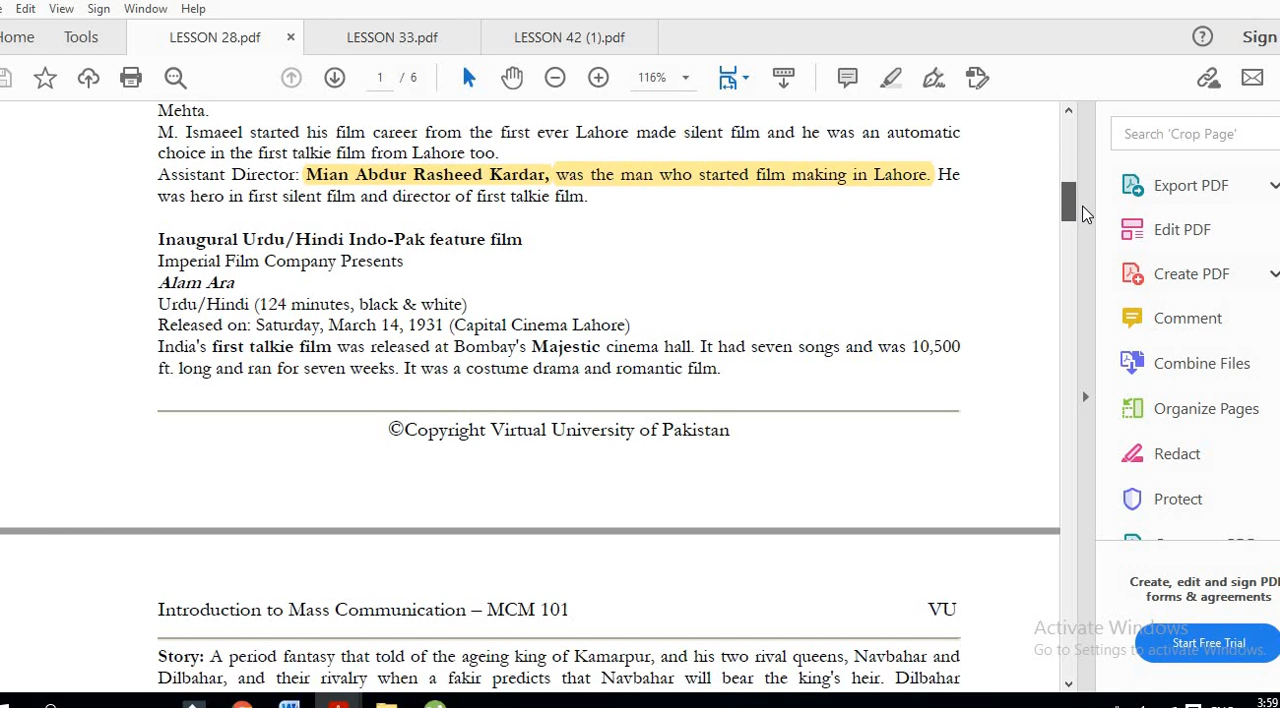 Edit View Sign Window Help
Home Tools LESSON 28.pdf × LESSON 33.pdf LESSON 42 (1).pdf ? Sign
1 / 6 116%
Mehta.
M. Ismaeel started his film career from the first ever Lahore made silent film and he was an automatic
choice in the first talkie film from Lahore too.
Assistant Director: Mian Abdur Rasheed Kardar, was the man who started film making in Lahore. He
was hero in first silent film and director of first talkie film.
Inaugural Urdu/Hindi Indo-Pak feature film
Imperial Film Company Presents
Alam Ara
Urdu/Hindi (124 minutes, black & white)
Released on: Saturday, March 14, 1931 (Capital Cinema Lahore)
India's first talkie film was released at Bombay's Majestic cinema hall. It had seven songs and was 10,500
ft. long and ran for seven weeks. It was a costume drama and romantic film.
©Copyright Virtual University of Pakistan
Introduction to Mass Communication – MCM 101 VU
Story: A period fantasy that told of the ageing king of Kamarpur, and his two rival queens, Navbahar and
Dilbahar, and their rivalry when a fakir predicts that Navbahar will bear the king's heir. Dilbahar
Search 'Crop Page'
Export PDF
Edit PDF
Create PDF
Comment
Combine Files
Organize Pages
Redact
Protect
Create, edit and sign PD
forms & agreements
Start Free Trial
Activate Windows
Go to Settings to activate Windows.
3:59